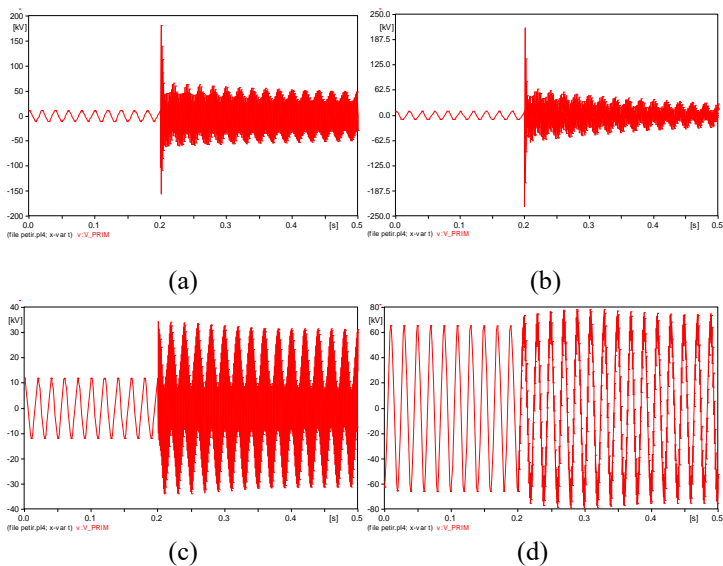 200
[kV]
150
100
50
0
-50
-100
-150
-200
0.0 0.1 0.2 0.3 0.4 [s] 0.5
(file petir.pl4; x-var t) v:V_PRIM
(a)
250.0
[kV]
187.5
125.0
62.5
0.0
-62.5
-125.0
-187.5
-250.0
0.0 0.1 0.2 0.3 0.4 [s] 0.5
(file petir.pl4; x-var t) v:V_PRIM
(b)
40
[kV]
30
20
10
0
-10
-20
-30
-40
0.0 0.1 0.2 0.3 0.4 [s] 0.5
(file petir.pl4; x-var t) v:V_PRIM
(c)
80
[kV]
60
40
20
0
-20
-40
-60
-80
0.0 0.1 0.2 0.3 0.4 [s] 0.5
(file petir.pl4; x-var t) v:V_PRIM
(d)